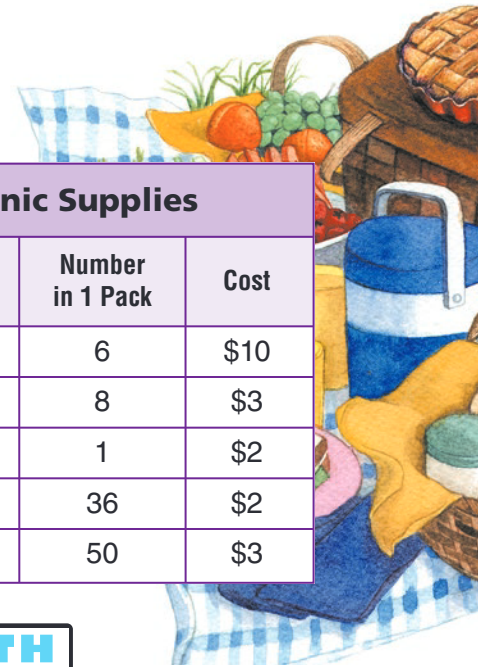 nic Supplies
Number
in 1 Pack
Cost
6 $10
8 $3
1 $2
36 $2
50 $3
TH